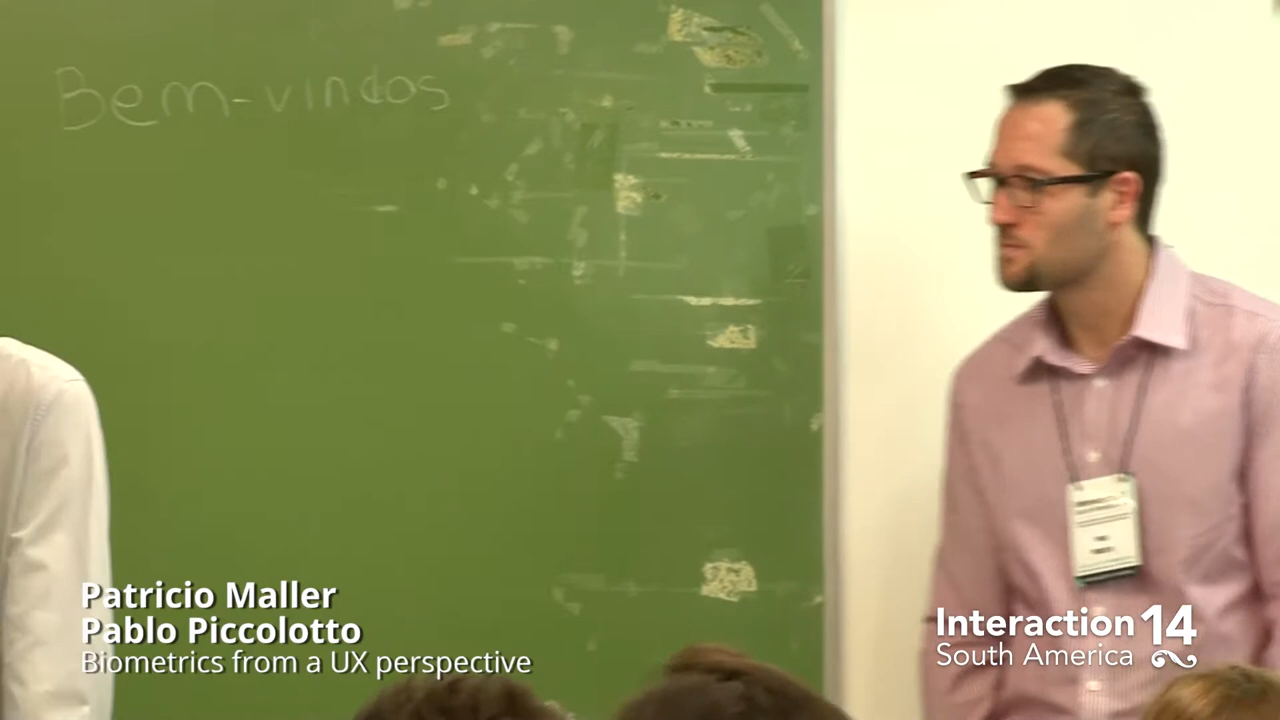 Bem-vindos
Patricio Maller
Pablo Piccolotto
Biometrics from a UX perspective
Interaction 14
South America